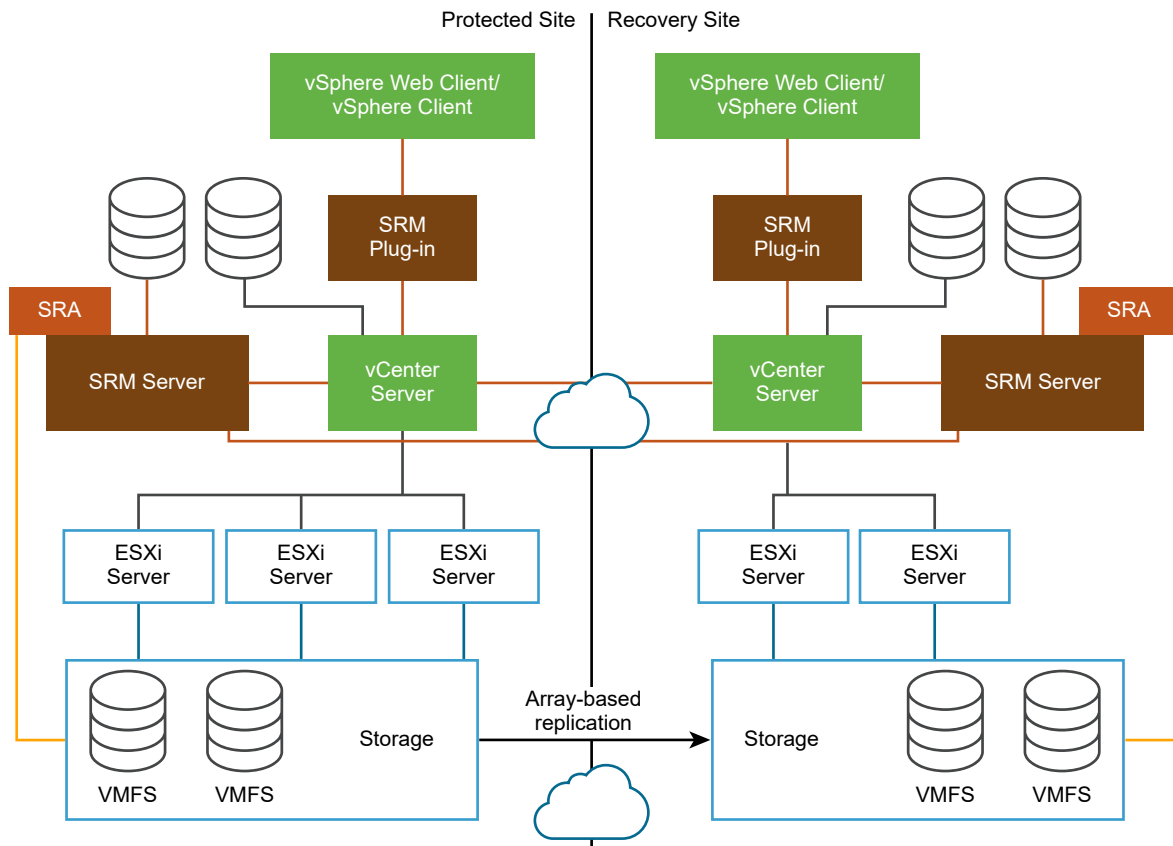 Protected Site
Recovery Site
vSphere Web Client/
vSphere Client
vSphere Web Client/
vSphere Client
SRM
Plug-in
SRM
Plug-in
SRA
SRA
SRM Server
vCenter
Server
vCenter
Server
SRM Server
ESXi
Server
ESXi
Server
ESXi
Server
ESXi
Server
ESXi
Server
Array-based
replication
Storage
Storage
VMFS
VMFS
VMFS
VMFS